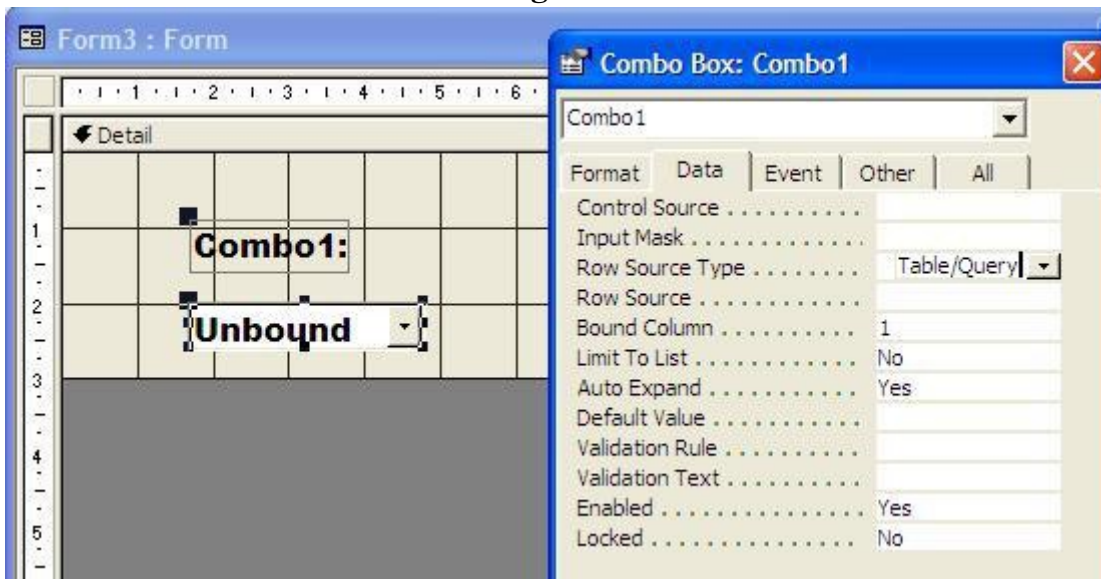 Form3 : Form
1 2 3 4 5 6
Detail
1
2
3
4
5
Combo1:
Unbound
Combo Box: Combo1
Combo1
Format Data Event Other All
Control Source . . . . . . . . . .
Input Mask . . . . . . . . . . . . .
Row Source Type . . . . . . . . Table/Query
Row Source . . . . . . . . . . . .
Bound Column . . . . . . . . . . 1
Limit To List . . . . . . . . . . . . No
Auto Expand . . . . . . . . . . . Yes
Default Value . . . . . . . . . . .
Validation Rule . . . . . . . . . .
Validation Text . . . . . . . . . .
Enabled . . . . . . . . . . . . . . . Yes
Locked . . . . . . . . . . . . . . . No